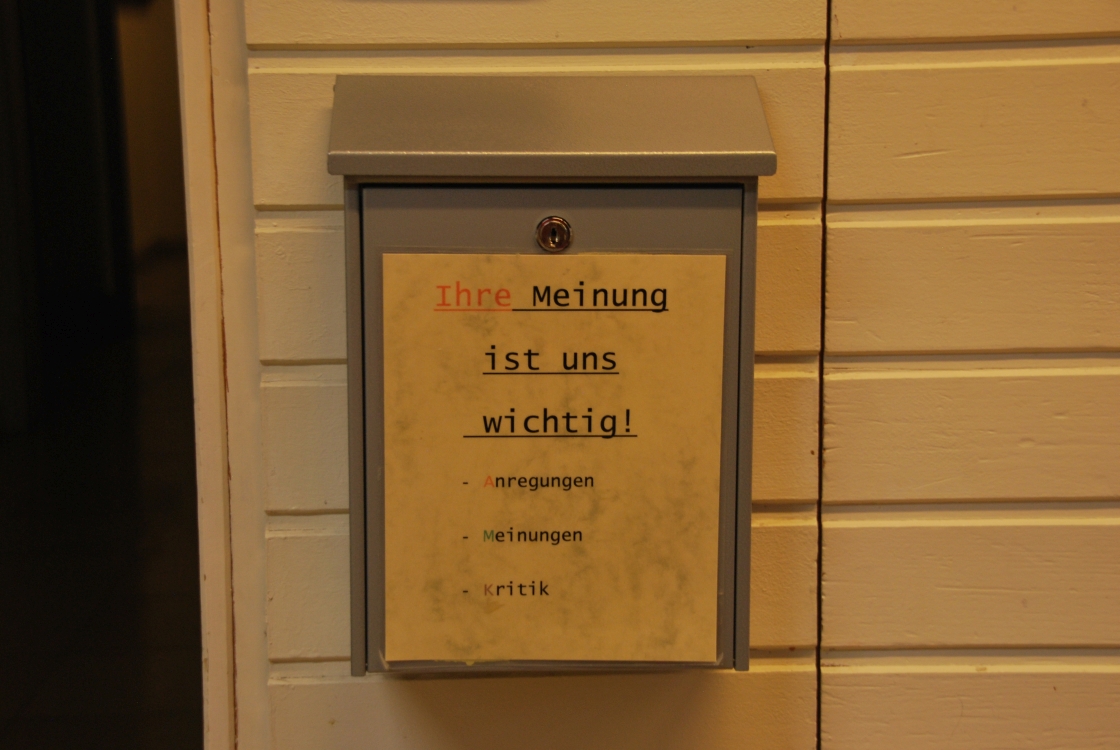 Ihre Meinung
ist uns
wichtig!
- Anregungen
- Meinungen
- Kritik